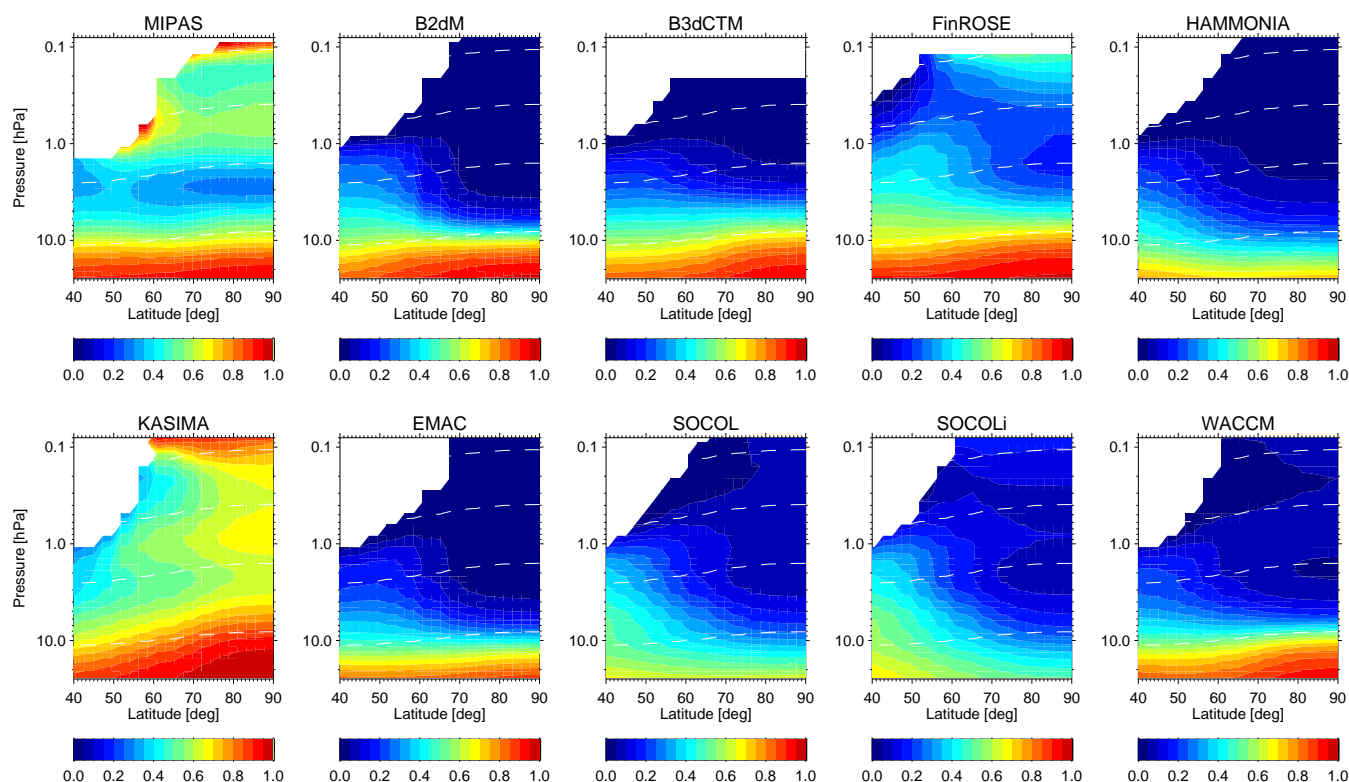 MIPAS B2dM B3dCTM FinROSE HAMMONIA
Pressure [hPa]
0.1 0.1 0.1 0.1 0.1
1.0 1.0 1.0 1.0 1.0
10.0 10.0 10.0 10.0 10.0
40 50 60 70 80 90 40 50 60 70 80 90 40 50 60 70 80 90 40 50 60 70 80 90 40 50 60 70 80 90
Latitude [deg] Latitude [deg] Latitude [deg] Latitude [deg] Latitude [deg]
0.0 0.2 0.4 0.6 0.8 1.0 0.0 0.2 0.4 0.6 0.8 1.0 0.0 0.2 0.4 0.6 0.8 1.0 0.0 0.2 0.4 0.6 0.8 1.0 0.0 0.2 0.4 0.6 0.8 1.0
KASIMA EMAC SOCOL SOCOLi WACCM
Pressure [hPa]
0.1 0.1 0.1 0.1 0.1
1.0 1.0 1.0 1.0 1.0
10.0 10.0 10.0 10.0 10.0
40 50 60 70 80 90 40 50 60 70 80 90 40 50 60 70 80 90 40 50 60 70 80 90 40 50 60 70 80 90
Latitude [deg] Latitude [deg] Latitude [deg] Latitude [deg] Latitude [deg]
0.0 0.2 0.4 0.6 0.8 1.0 0.0 0.2 0.4 0.6 0.8 1.0 0.0 0.2 0.4 0.6 0.8 1.0 0.0 0.2 0.4 0.6 0.8 1.0 0.0 0.2 0.4 0.6 0.8 1.0